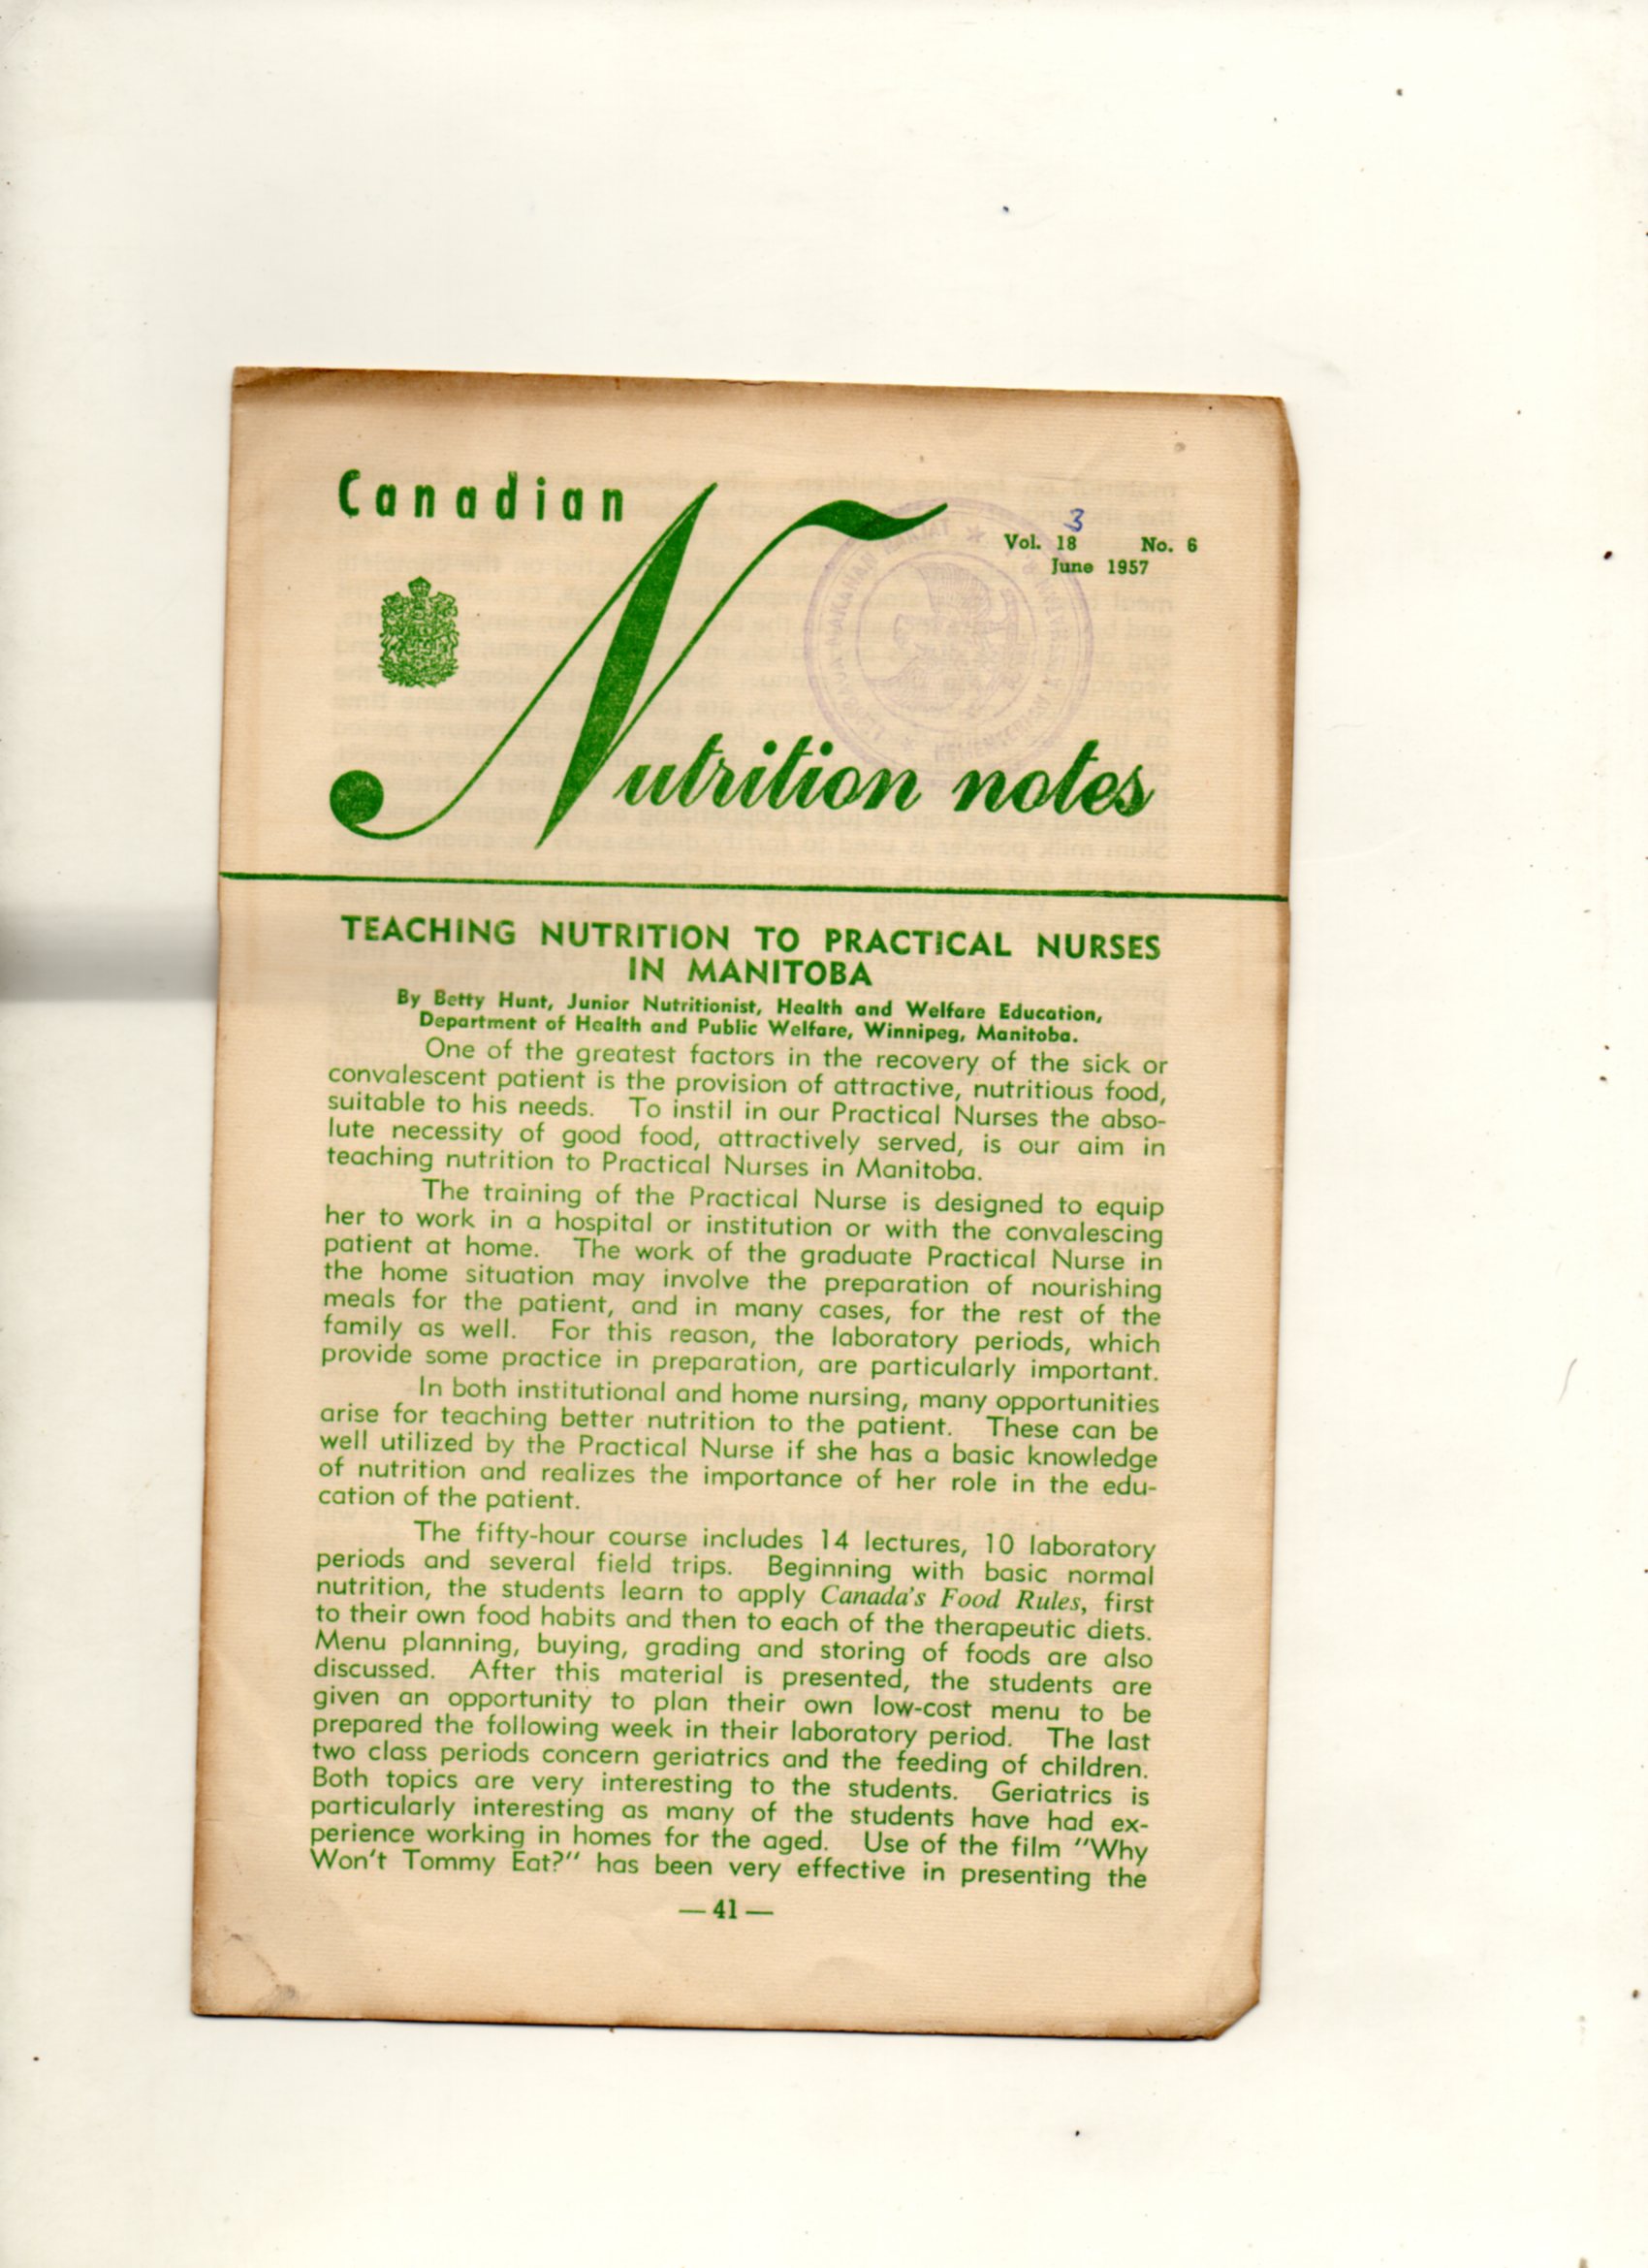 Canadian
Nutrition notes
3
Vol. 18 No. 6
June 1957
TEACHING NUTRITION TO PRACTICAL NURSES
IN MANITOBA
By Betty Hunt, Junior Nutritionist, Health and Welfare Education,
Department of Health and Public Welfare, Winnipeg, Manitoba.
One of the greatest factors in the recovery of the sick or
convalescent patient is the provision of attractive, nutritious food,
suitable to his needs. To instil in our Practical Nurses the abso-
lute necessity of good food, attractively served, is our aim in
teaching nutrition to Practical Nurses in Manitoba.
The training of the Practical Nurse is designed to equip
her to work in a hospital or institution or with the convalescing
patient at home. The work of the graduate Practical Nurse in
the home situation may involve the preparation of nourishing
meals for the patient, and in many cases, for the rest of the
family as well. For this reason, the laboratory periods, which
provide some practice in preparation, are particularly important.
In both institutional and home nursing, many opportunities
arise for teaching better nutrition to the patient. These can be
well utilized by the Practical Nurse if she has a basic knowledge
of nutrition and realizes the importance of her role in the edu-
cation of the patient.
The fifty-hour course includes 14 lectures, 10 laboratory
periods and several field trips. Beginning with basic normal
nutrition, the students learn to apply Canada's Food Rules, first
to their own food habits and then to each of the therapeutic diets.
Menu planning, buying, grading and storing of foods are also
discussed. After this material is presented, the students are
given an opportunity to plan their own low-cost menu to be
prepared the following week in their laboratory period. The last
two class periods concern geriatrics and the feeding of children.
Both topics are very interesting to the students. Geriatrics is
particularly interesting as many of the students have had ex-
perience working in homes for the aged. Use of the film "Why
Won't Tommy Eat?" has been very effective in presenting the
— 41 —